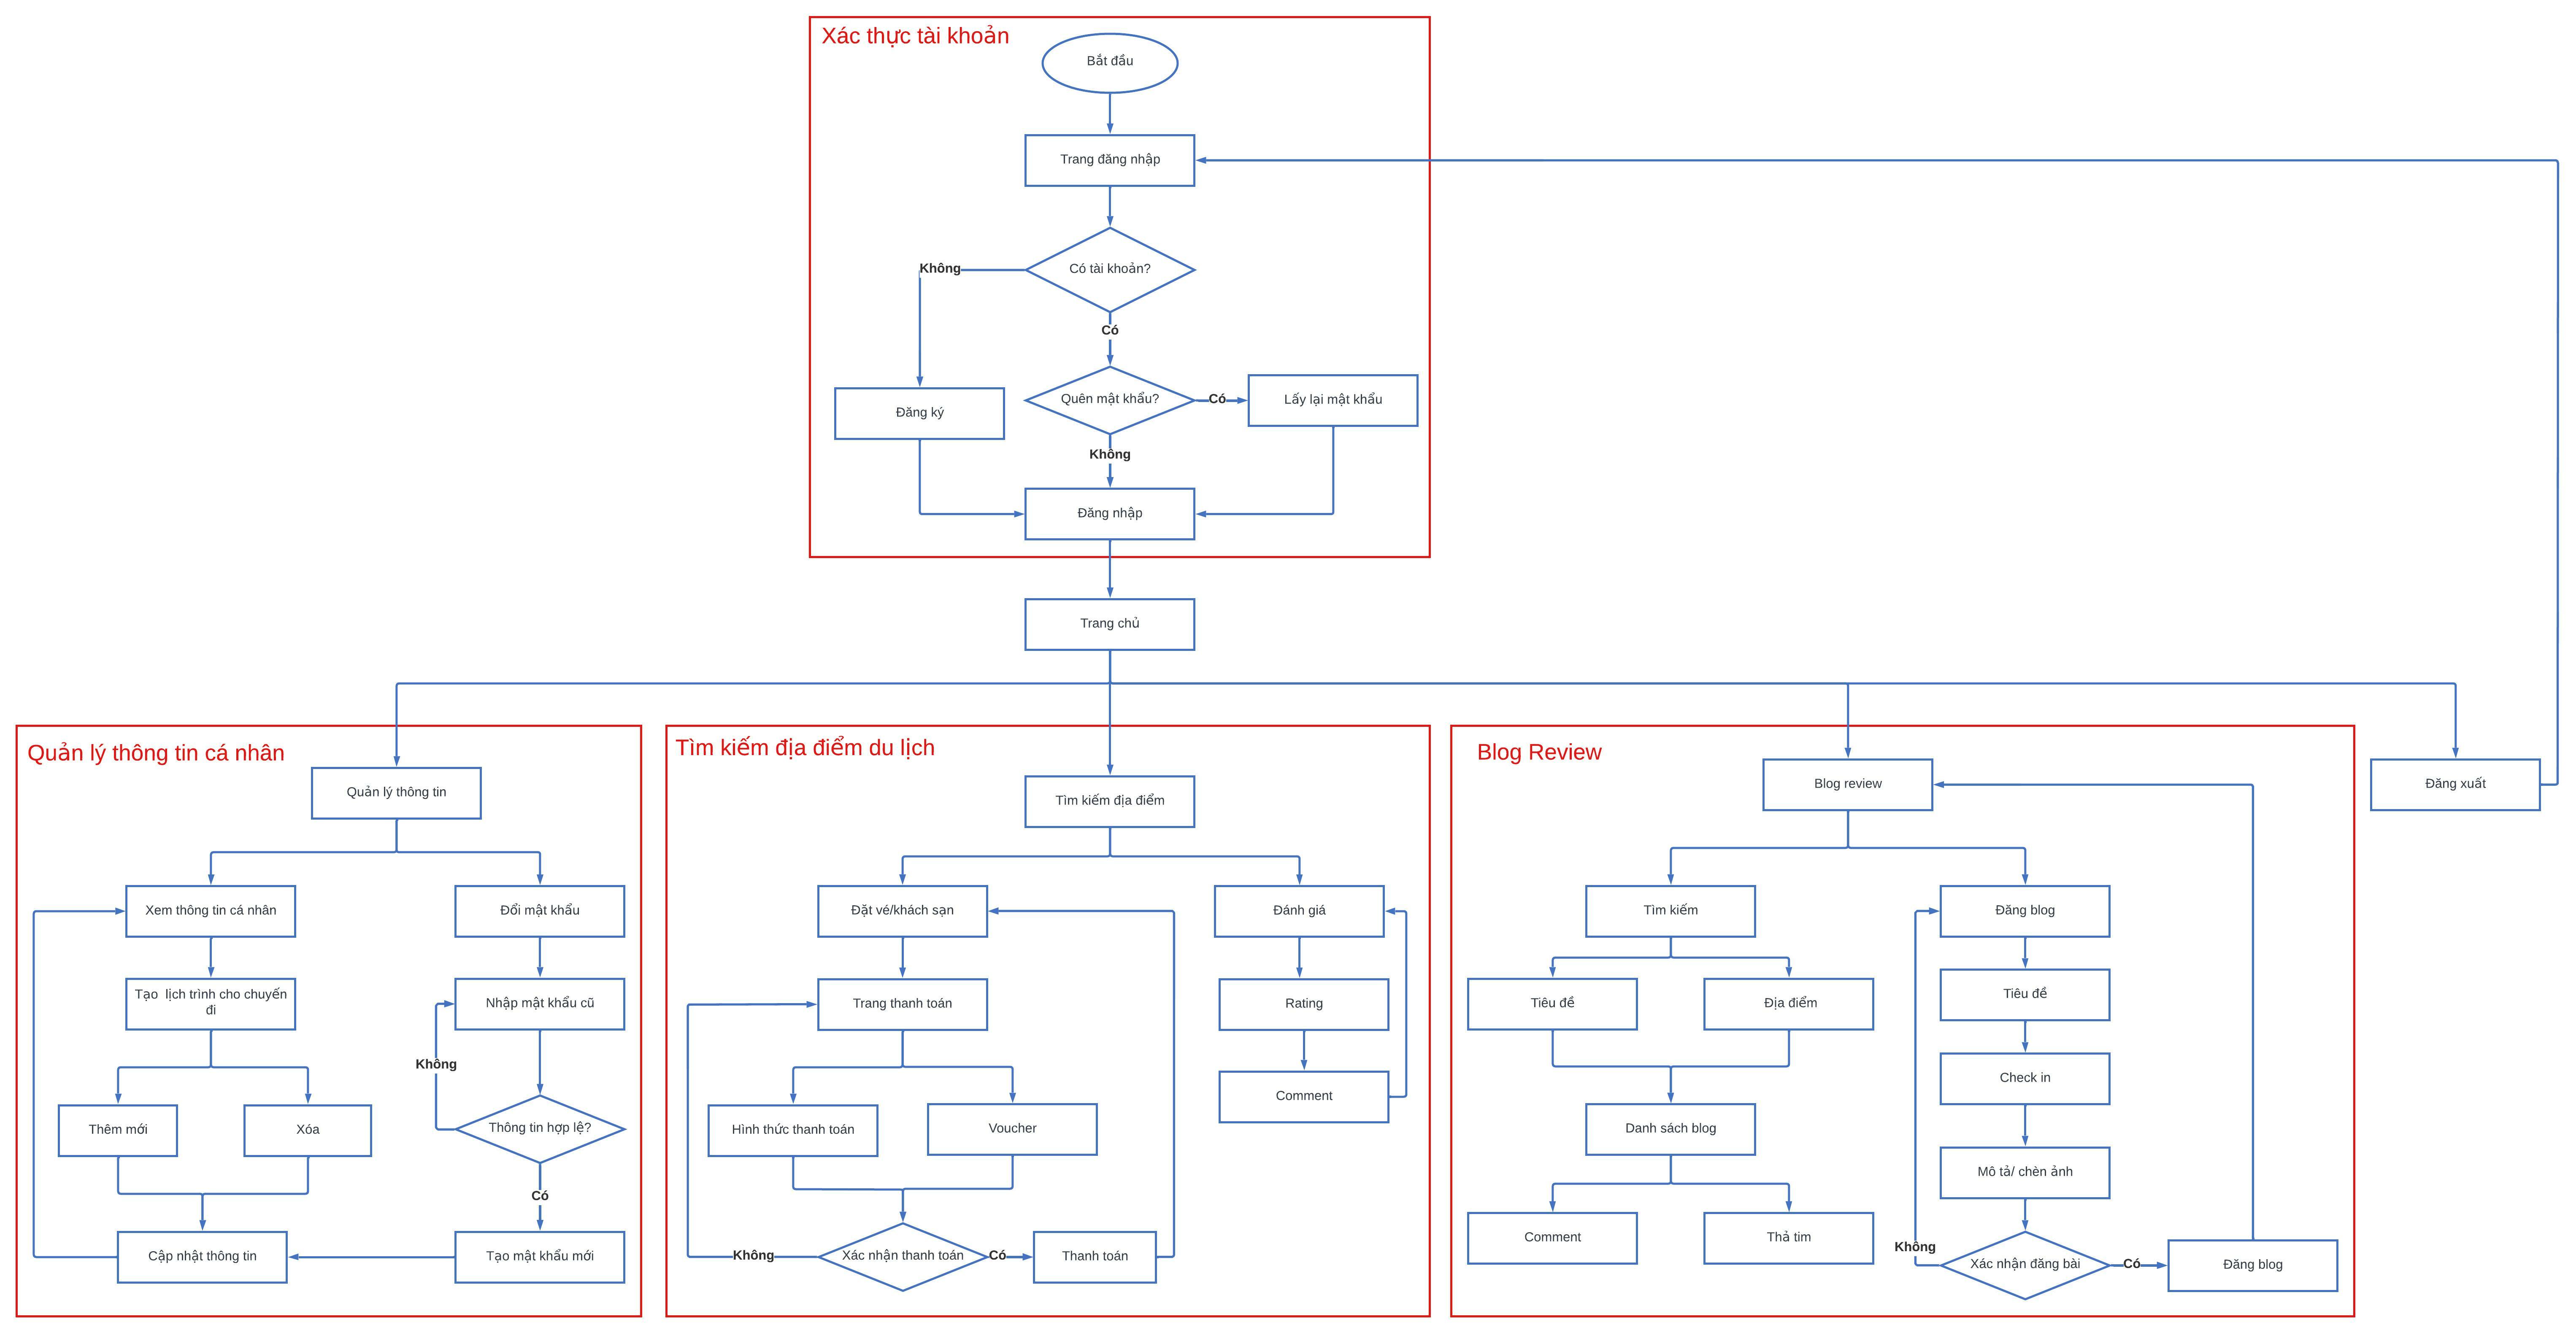 Xác thực tài khoản
Bắt đầu
Trang đăng nhập
Có tài khoản?
Không
Có
Quên mật khẩu?
Có
Lấy lại mật khẩu
Đăng ký
Không
Đăng nhập
Trang chủ
Quản lý thông tin cá nhân
Quản lý thông tin
Xem thông tin cá nhân
Đổi mật khẩu
Tạo  lịch trình cho chuyến
đi
Nhập mật khẩu cũ
Không
Thêm mới
Xóa
Thông tin hợp lệ?
Có
Cập nhật thông tin
Tạo mật khẩu mới
Tìm kiếm địa điểm du lịch
Tìm kiếm địa điểm
Đặt vé/khách sạn
Đánh giá
Trang thanh toán
Rating
Comment
Hình thức thanh toán
Voucher
Không
Xác nhận thanh toán
Có
Thanh toán
Blog Review
Blog review
Đăng xuất
Tìm kiếm
Đăng blog
Tiêu đề
Địa điểm
Tiêu đề
Check in
Danh sách blog
Mô tả/ chèn ảnh
Comment
Thả tim
Không
Xác nhận đăng bài
Có
Đăng blog